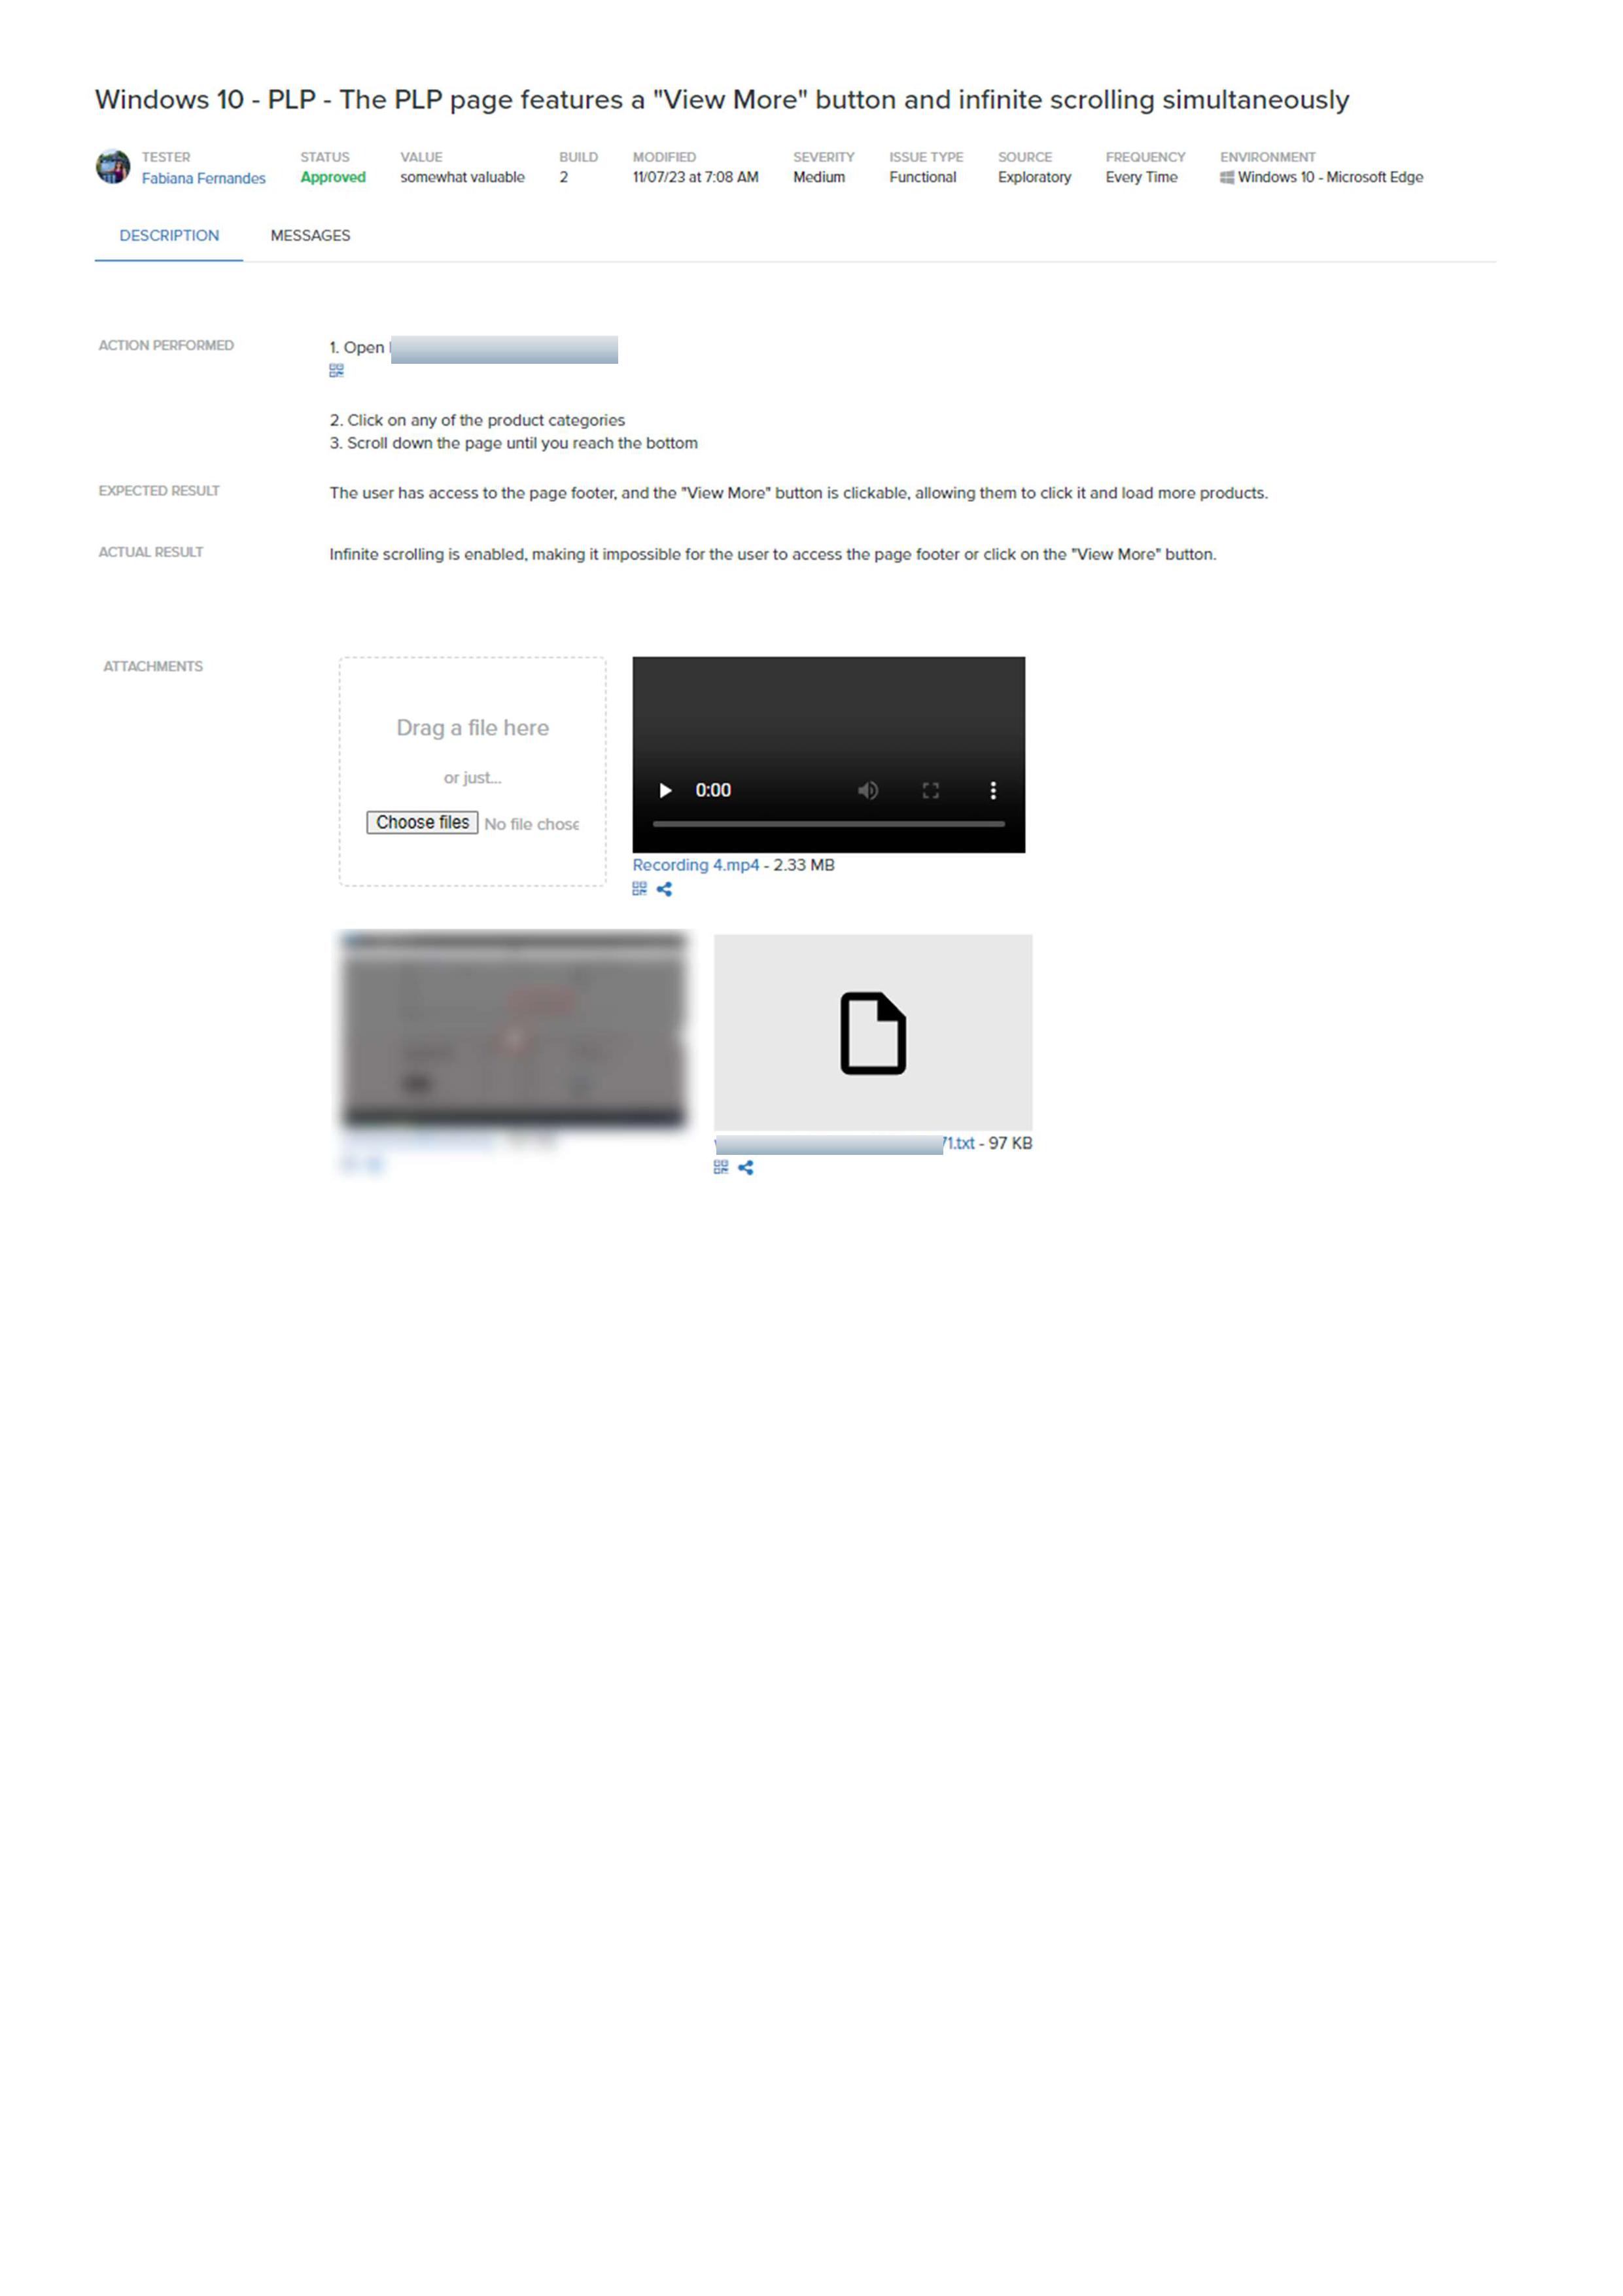 Windows 10 - PLP - The PLP page features a "View More" button and infinite scrolling simultaneously
TESTER STATUS VALUE BUILD MODIFIED SEVERITY ISSUE TYPE SOURCE FREQUENCY ENVIRONMENT
Fabiana Fernandes Approved somewhat valuable 2 11/07/23 at 7:08 AM Medium Functional Exploratory Every Time Windows 10 - Microsoft Edge
DESCRIPTION MESSAGES
ACTION PERFORMED 1. Open
2. Click on any of the product categories
3. Scroll down the page until you reach the bottom
EXPECTED RESULT The user has access to the page footer, and the "View More" button is clickable, allowing them to click it and load more products.
ACTUAL RESULT Infinite scrolling is enabled, making it impossible for the user to access the page footer or click on the "View More" button.
ATTACHMENTS
Drag a file here
or just...
Choose files No file chose
0:00
Recording 4.mp4 - 2.33 MB
71.txt - 97 KB